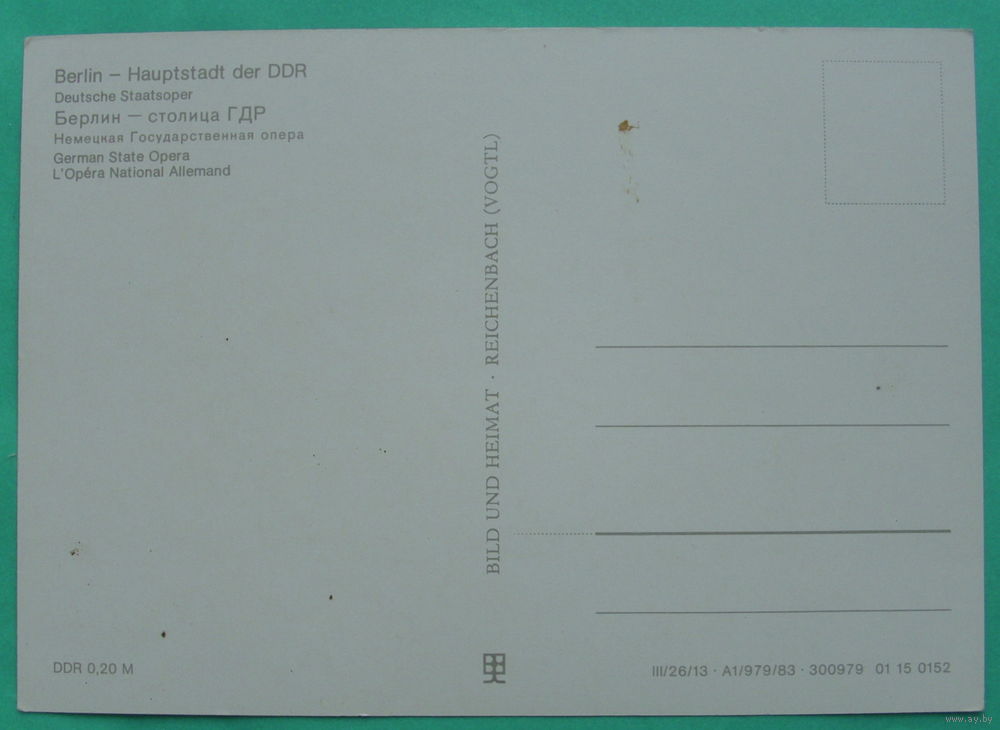 Berlin – Hauptstadt der DDR
Deutsche Staatsoper
Берлин — столица ГДР
Немецкая Государственная опера
German State Opera
L'Opéra National Allemand
BILD UND HEIMAT · REICHENBACH (VOGTL)
DDR 0,20 M
III/26/13 · A1/979/83 · 300979 01 15 0152
www.ay.by